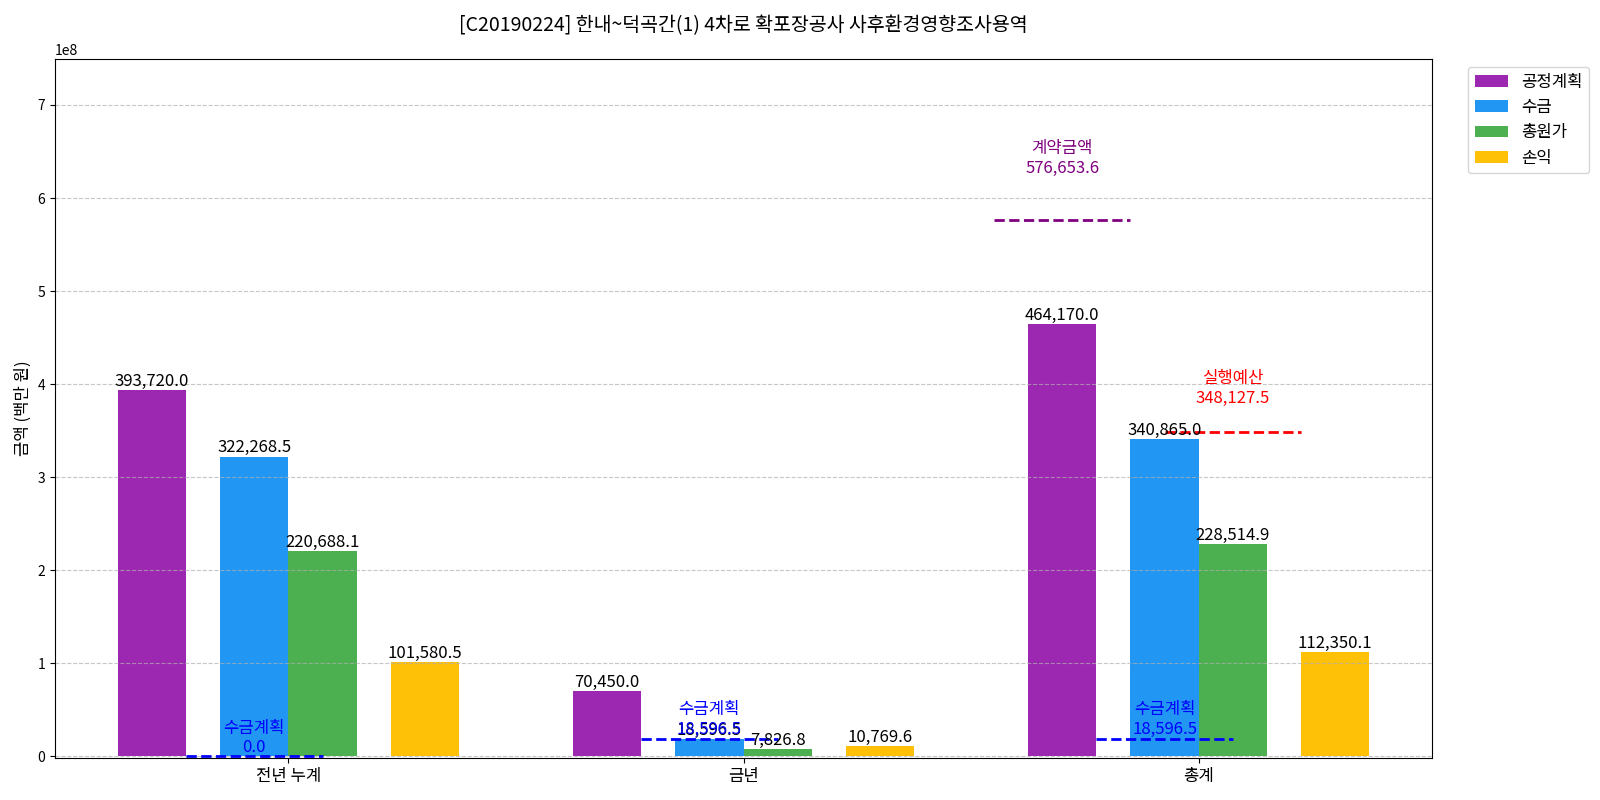 [C20190224] 한내~덕곡간(1) 4차로 확포장공사 사후환경영향조사용역
1e8
금액 (백만 원)
7
6
5
4
3
2
1
0
공정계획
수금
총원가
손익
393,720.0
322,268.5
220,688.1
101,580.5
수금계획
0.0
70,450.0
수금계획
18,596.5
18,596.5
7,826.8
10,769.6
계약금액
576,653.6
464,170.0
실행예산
348,127.5
340,865.0
228,514.9
112,350.1
수금계획
18,596.5
전년 누계
금년
총계